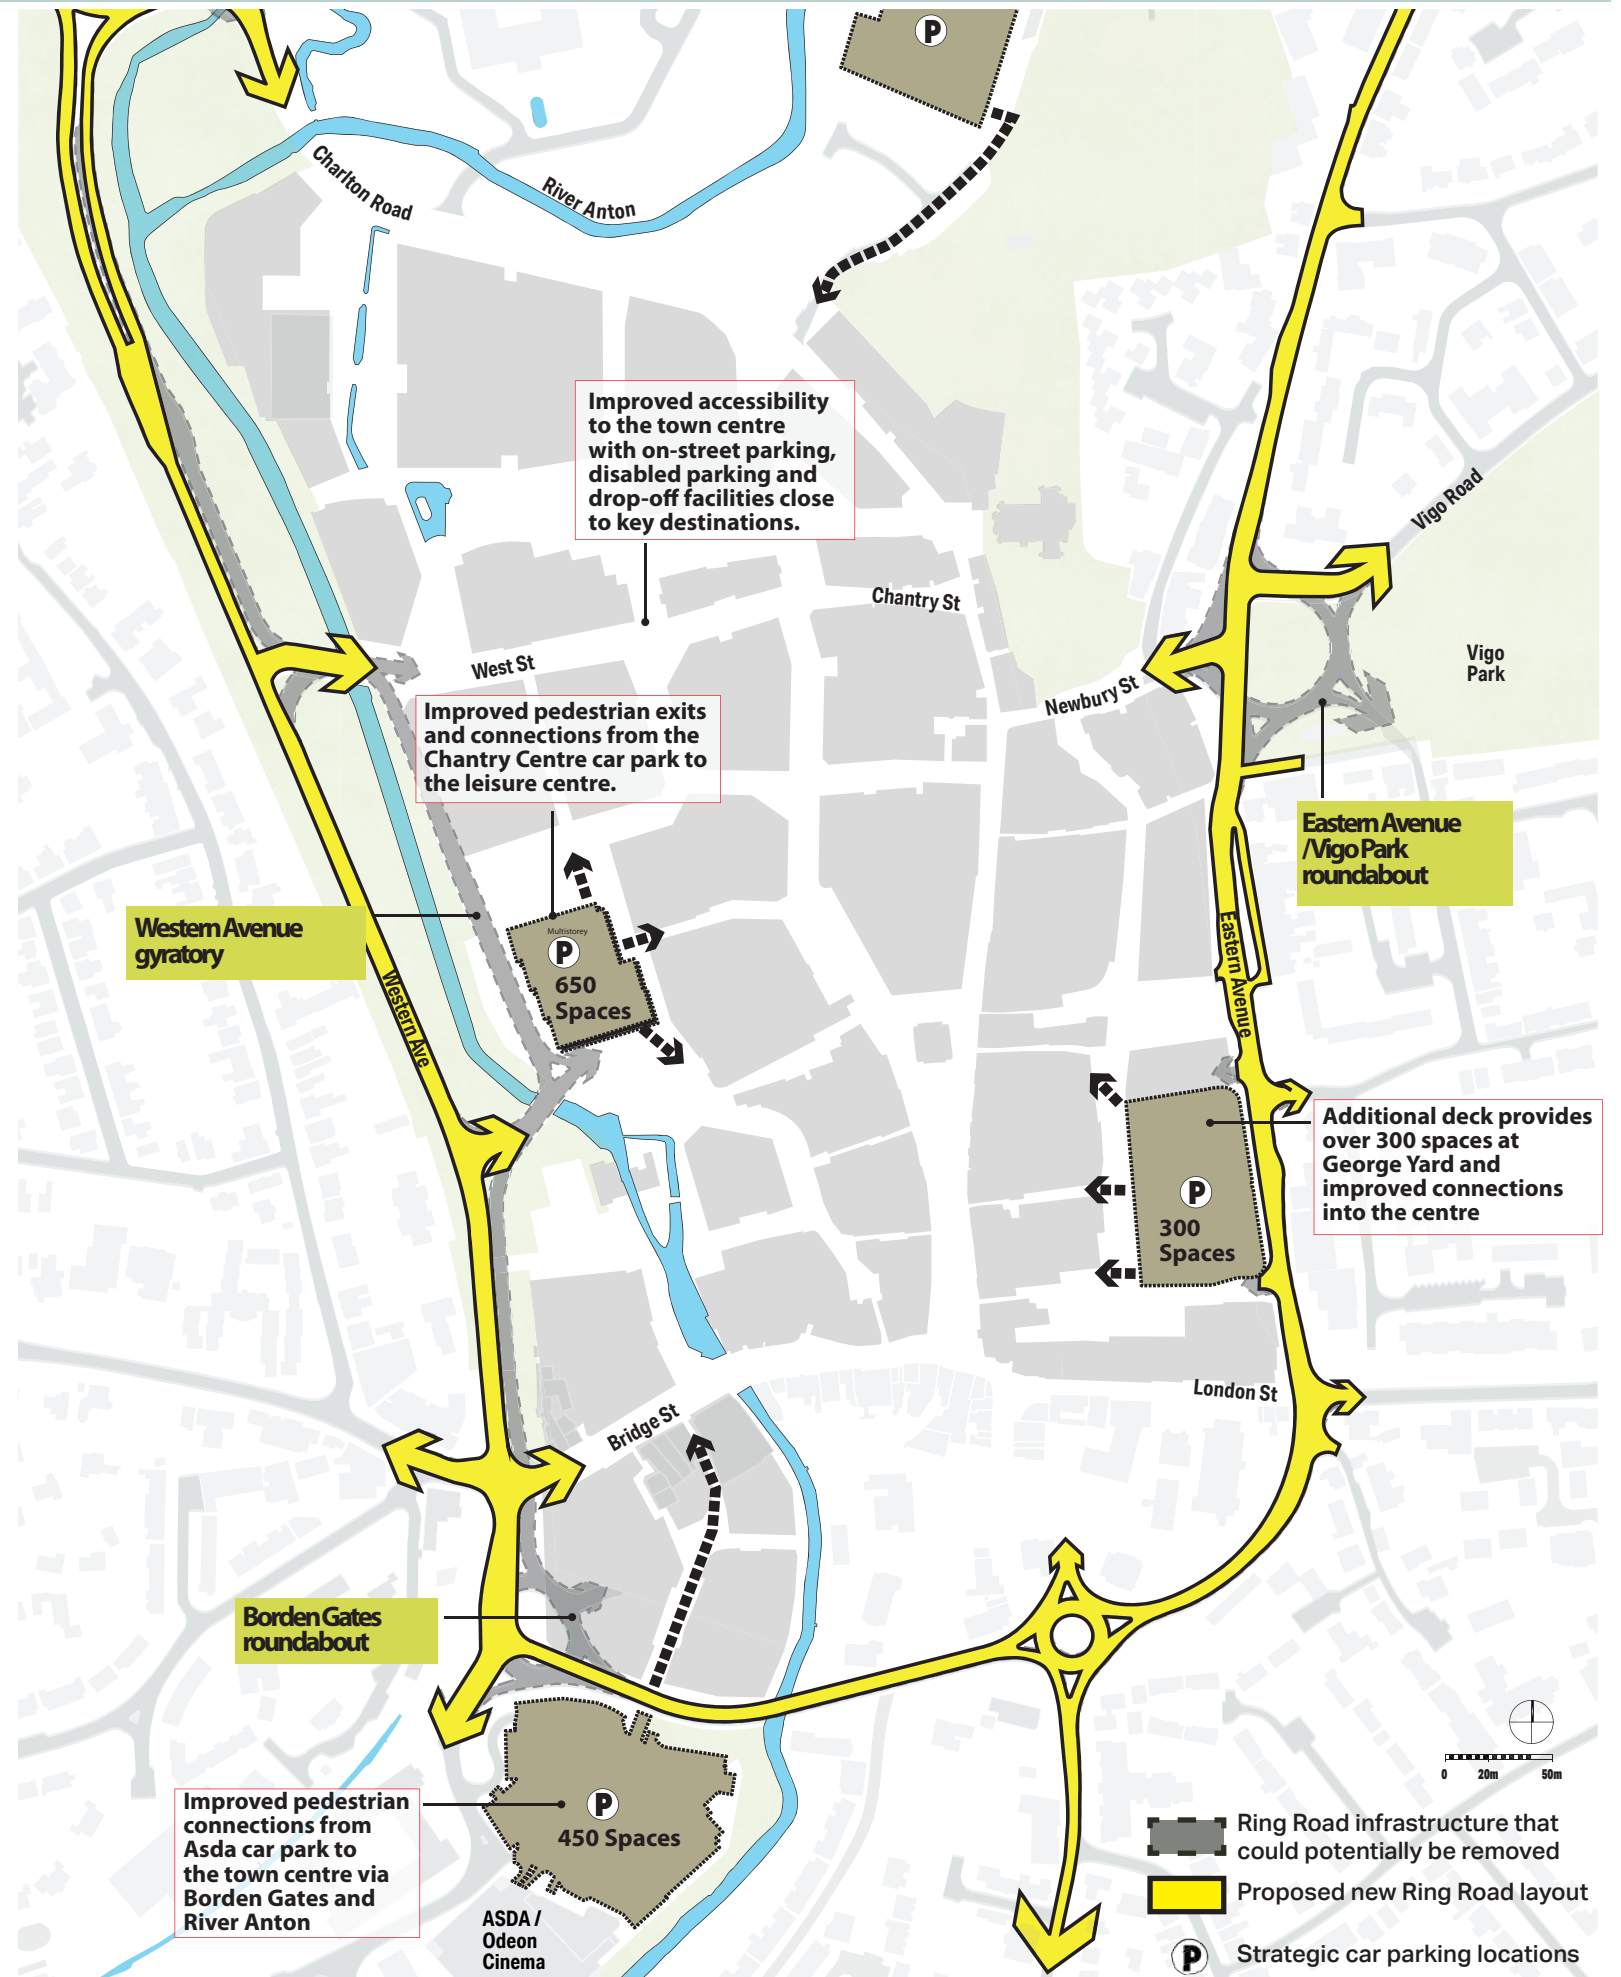 P
Charlton Road
River Anton
Improved accessibility
to the town centre
with on-street parking,
disabled parking and
drop-off facilities close
to key destinations.
Vigo Road
Chantry St
West St
Newbury St
Vigo
Park
Improved pedestrian exits
and connections from the
Chantry Centre car park to
the leisure centre.
Eastern Avenue
/Vigo Park
roundabout
Western Avenue
gyratory
Multistorey
P
650
Spaces
Western Ave
Eastern Avenue
Additional deck provides
over 300 spaces at
George Yard and
improved connections
into the centre
P
300
Spaces
London St
Bridge St
Borden Gates
roundabout
P
450 Spaces
Improved pedestrian
connections from
Asda car park to
the town centre via
Borden Gates and
River Anton
ASDA /
Odeon
Cinema
0 20m 50m
Ring Road infrastructure that
could potentially be removed
Proposed new Ring Road layout
P Strategic car parking locations